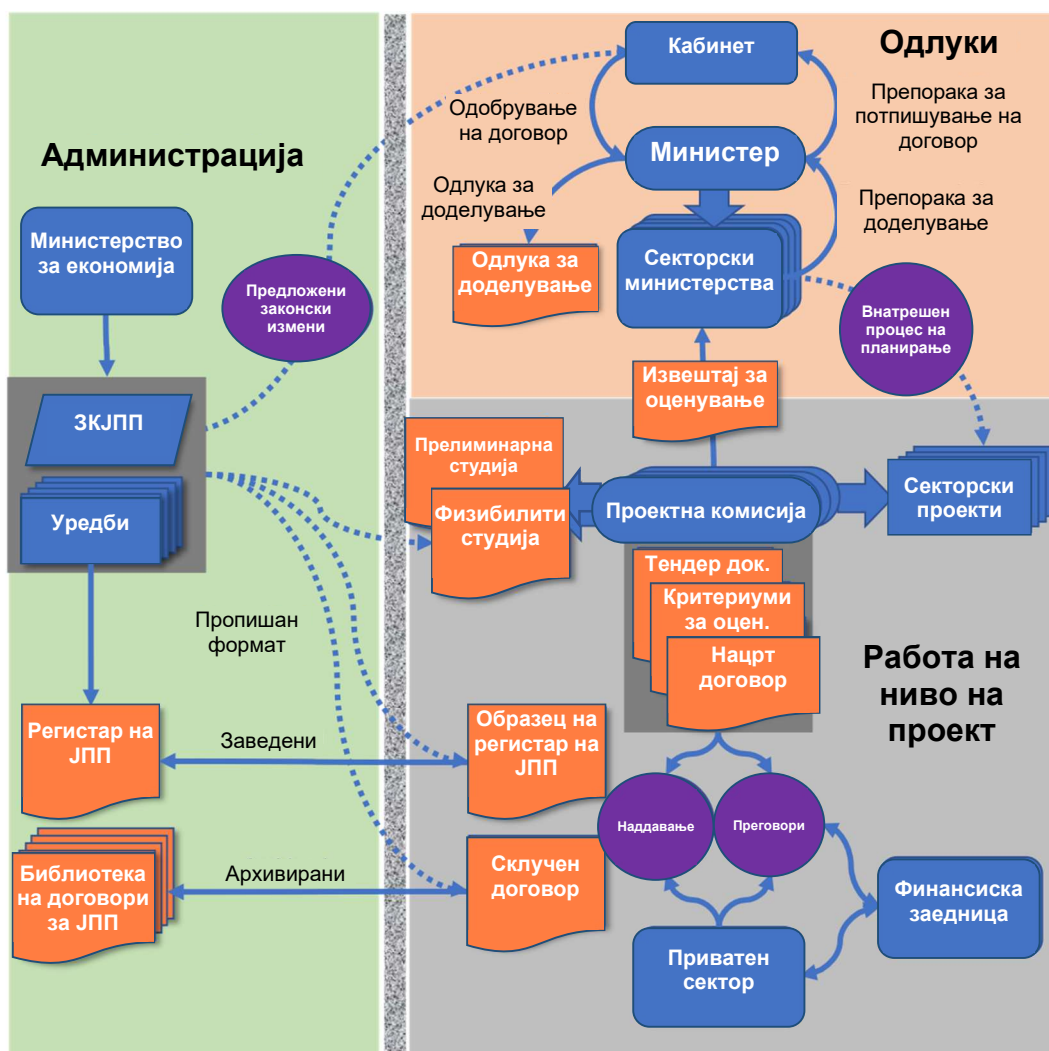 Администрација
Министерство
за економија
Предложени
законски
измени
ЗКЈПП
Уредби
Пропишан
формат
Регистар на
ЈПП
Заведени
Библиотека
на договори
за ЈПП
Архивирани
Одлуки
Кабинет
Одобрување
на договор
Препорака за
потпишување на
договор
Министер
Одлука за
доделување
Препорака за
доделување
Одлука за
доделување
Секторски
министерства
Внатрешен
процес на
планирање
Извештај за
оценување
Прелиминарна
студија
Физибилити
студија
Проектна комисија
Секторски
проекти
Тендер док.
Критериуми
за оцен.
Нацрт
договор
Работа на
ниво на
проект
Образец на
регистар на
ЈПП
Наддавање
Преговори
Склучен
договор
Финансиска
заедница
Приватен
сектор